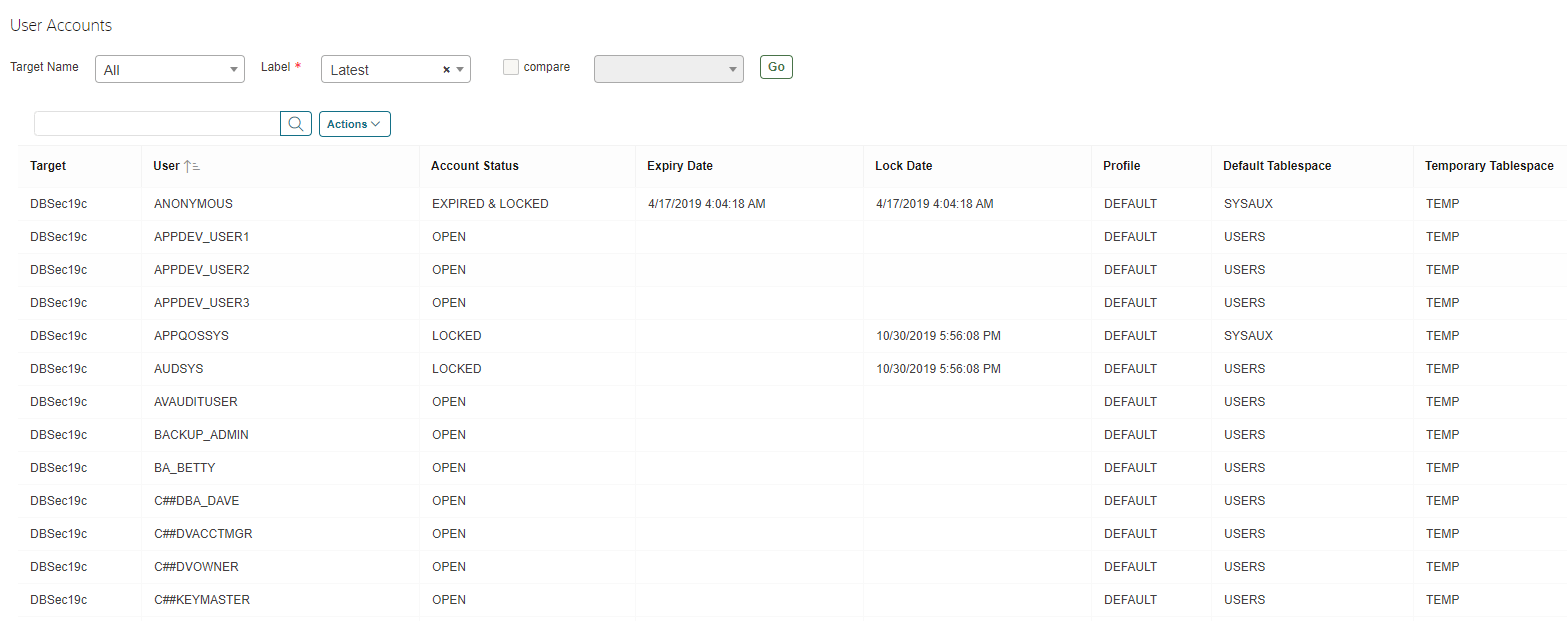 User Accounts
Target Name All Label * Latest × compare Go
Actions
Target User Account Status Expiry Date Lock Date Profile Default Tablespace Temporary Tablespace
DBSec19c ANONYMOUS EXPIRED & LOCKED 4/17/2019 4:04:18 AM 4/17/2019 4:04:18 AM DEFAULT SYSAUX TEMP
DBSec19c APPDEV_USER1 OPEN DEFAULT USERS TEMP
DBSec19c APPDEV_USER2 OPEN DEFAULT USERS TEMP
DBSec19c APPDEV_USER3 OPEN DEFAULT USERS TEMP
DBSec19c APPQOSSYS LOCKED 10/30/2019 5:56:08 PM DEFAULT SYSAUX TEMP
DBSec19c AUDSYS LOCKED 10/30/2019 5:56:08 PM DEFAULT USERS TEMP
DBSec19c AVAUDITUSER OPEN DEFAULT USERS TEMP
DBSec19c BACKUP_ADMIN OPEN DEFAULT USERS TEMP
DBSec19c BA_BETTY OPEN DEFAULT USERS TEMP
DBSec19c C##DBA_DAVE OPEN DEFAULT USERS TEMP
DBSec19c C##DVACCTMGR OPEN DEFAULT USERS TEMP
DBSec19c C##DVOWNER OPEN DEFAULT USERS TEMP
DBSec19c C##KEYMASTER OPEN DEFAULT USERS TEMP